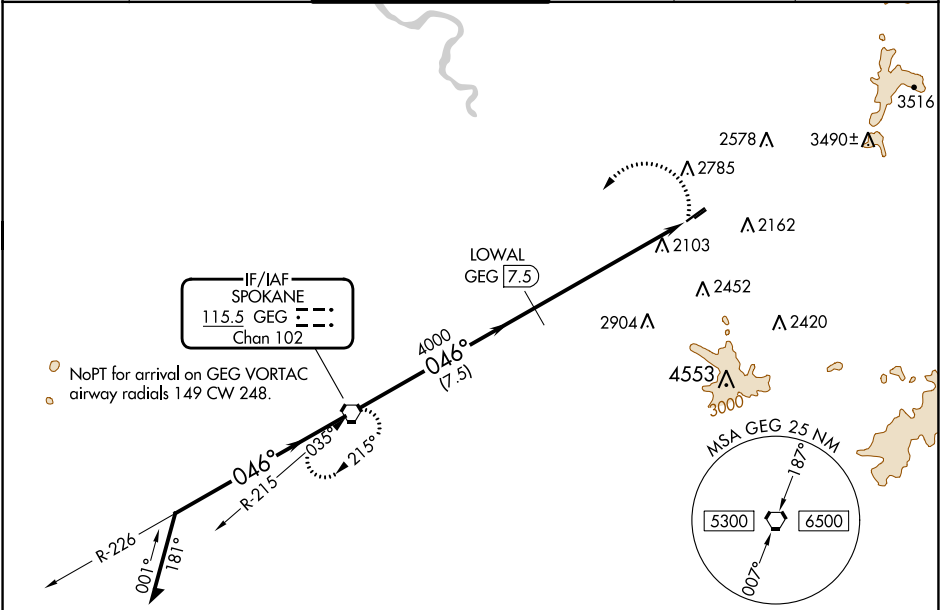 3516
2578
3490±
2785
2162
2103
LOWAL
GEG 7.5
IF/IAF
SPOKANE
115.5 GEG
Chan 102
2452
2904
2420
4000
046°
(7.5)
NoPT for arrival on GEG VORTAC
airway radials 149 CW 248.
4553
3000
035°
215°
046°
R-215
MSA GEG 25 NM
187°
5300
6500
007°
R-226
001°
181°